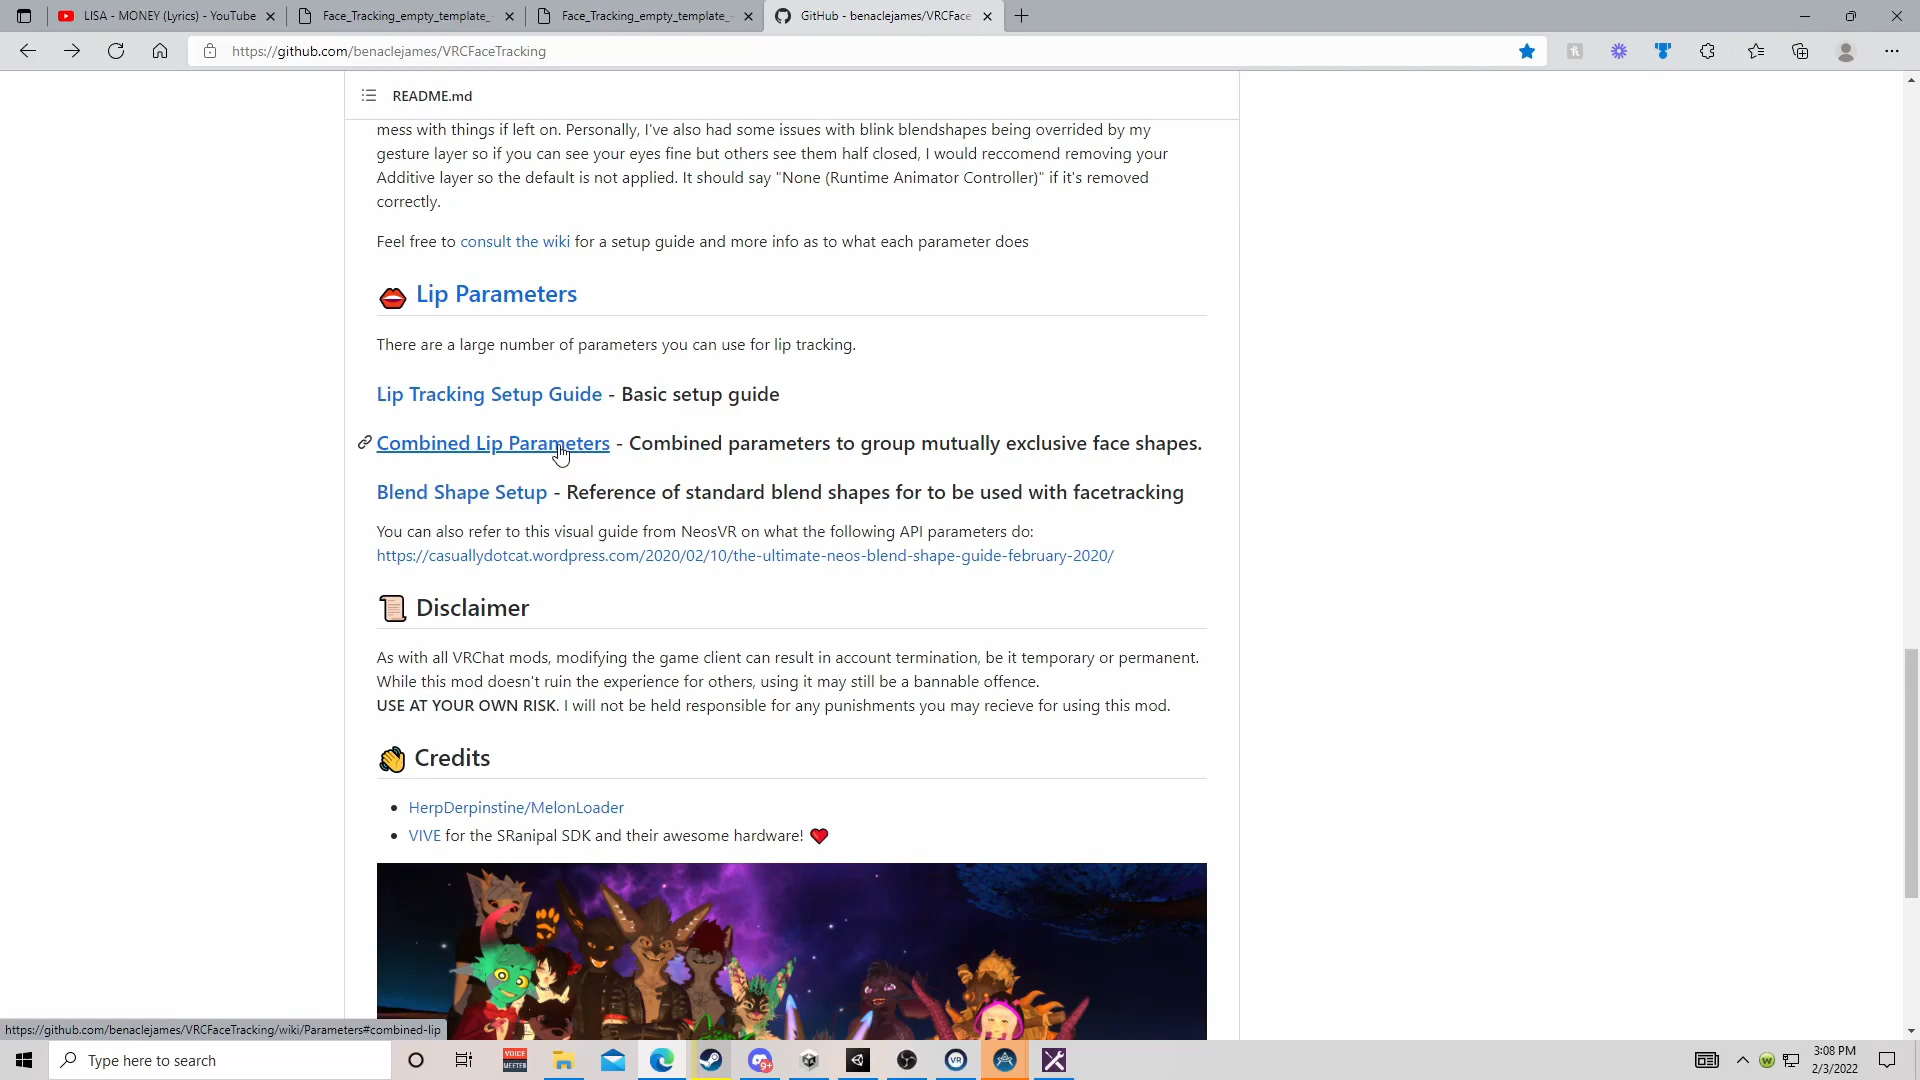 LISA - MONEY (Lyrics) - YouTube
Face_Tracking_empty_template_
Face_Tracking_empty_template_
GitHub - benaclejames/VRCFace
https://github.com/benaclejames/VRCFaceTracking
README.md
mess with things if left on. Personally, I've also had some issues with blink blendshapes being overrided by my
gesture layer so if you can see your eyes fine but others see them half closed, I would reccomend removing your
Additive layer so the default is not applied. It should say "None (Runtime Animator Controller)" if it's removed
correctly.
Feel free to consult the wiki for a setup guide and more info as to what each parameter does
Lip Parameters
There are a large number of parameters you can use for lip tracking.
Lip Tracking Setup Guide - Basic setup guide
Combined Lip Parameters - Combined parameters to group mutually exclusive face shapes.
Blend Shape Setup - Reference of standard blend shapes for to be used with facetracking
You can also refer to this visual guide from NeosVR on what the following API parameters do:
https://casuallydotcat.wordpress.com/2020/02/10/the-ultimate-neos-blend-shape-guide-february-2020/
Disclaimer
As with all VRChat mods, modifying the game client can result in account termination, be it temporary or permanent.
While this mod doesn't ruin the experience for others, using it may still be a bannable offence.
USE AT YOUR OWN RISK. I will not be held responsible for any punishments you may recieve for using this mod.
Credits
HerpDerpinstine/MelonLoader
VIVE for the SRanipal SDK and their awesome hardware!
https://github.com/benaclejames/VRCFaceTracking/wiki/Parameters#combined-lip
Type here to search
VOICE
MEETER
9+
VR
3:08 PM
2/3/2022